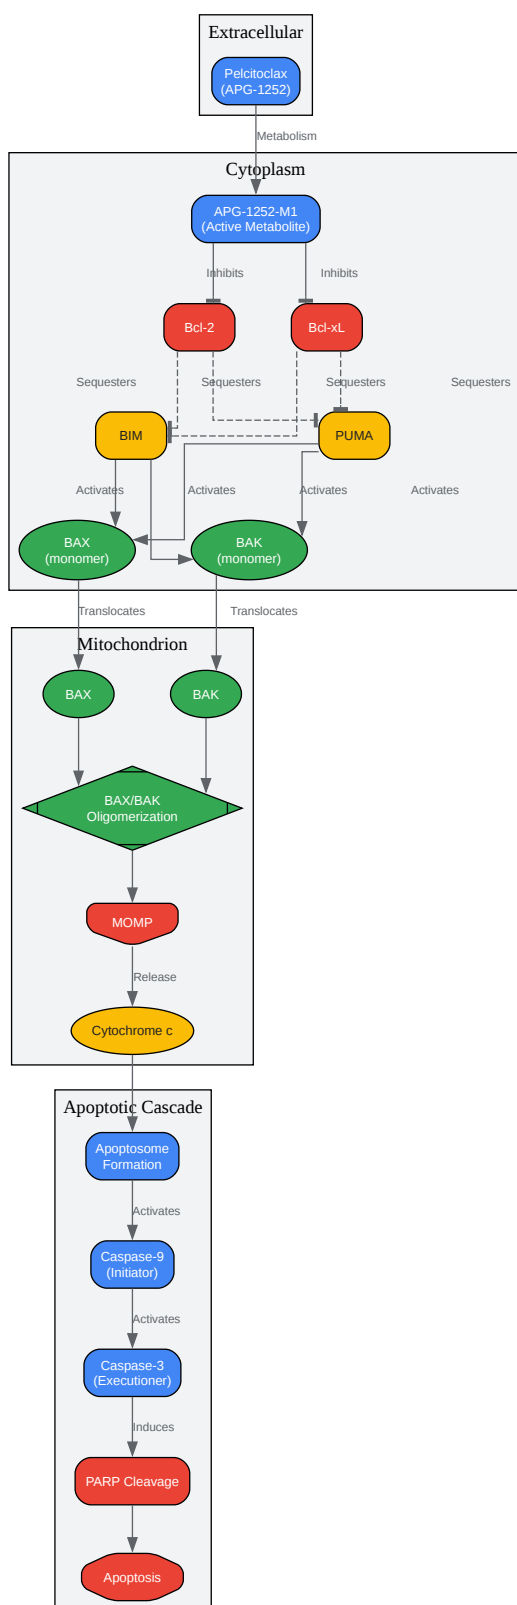 Extracellular
Pelcitoclax
(APG-1252)
Metabolism
Cytoplasm
APG-1252-M1
(Active Metabolite)
Inhibits
Inhibits
Bcl-2
Bcl-xL
Sequesters
Sequesters
Sequesters
Sequesters
BIM
PUMA
Activates
Activates
Activates
Activates
BAX
(monomer)
BAK
(monomer)
Translocates
Translocates
Mitochondrion
BAX
BAK
BAX/BAK
Oligomerization
MOMP
Release
Cytochrome c
Apoptotic Cascade
Apoptosome
Formation
Activates
Caspase-9
(Initiator)
Activates
Caspase-3
(Executioner)
Induces
PARP Cleavage
Apoptosis